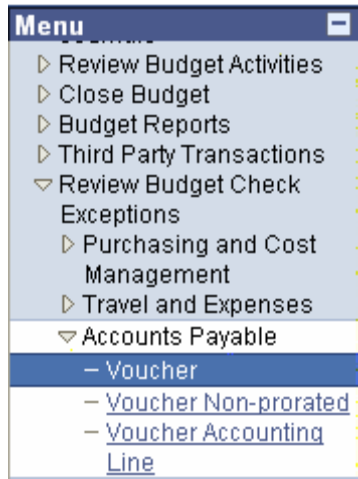 Menu
Review Budget Activities
Close Budget
Budget Reports
Third Party Transactions
Review Budget Check
Exceptions
Purchasing and Cost
Management
Travel and Expenses
Accounts Payable
– Voucher
– Voucher Non-prorated
– Voucher Accounting
Line